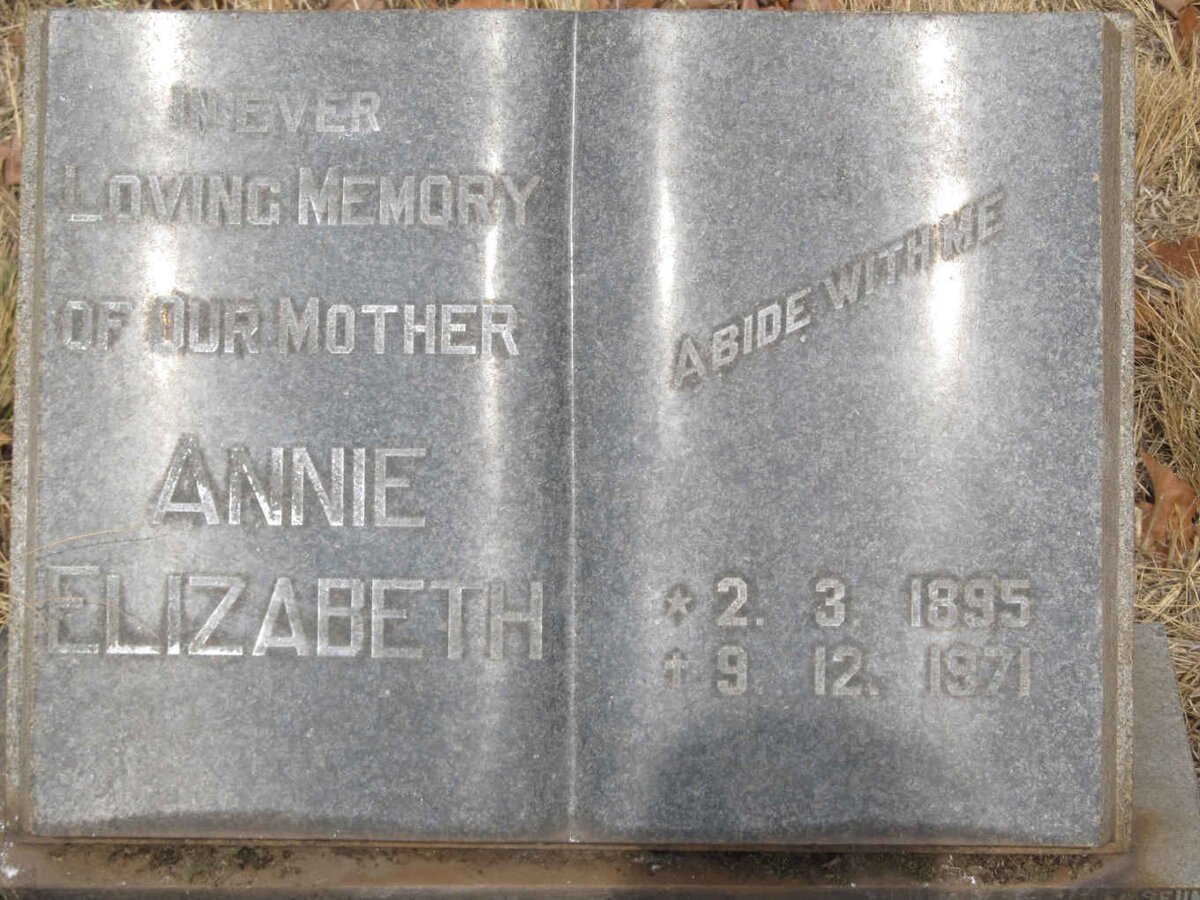 IN EVER
LOVING MEMORY
OF OUR MOTHER
ANNIE
ELIZABETH
ABIDE WITH ME
* 2. 3. 1895
† 9. 12. 1971